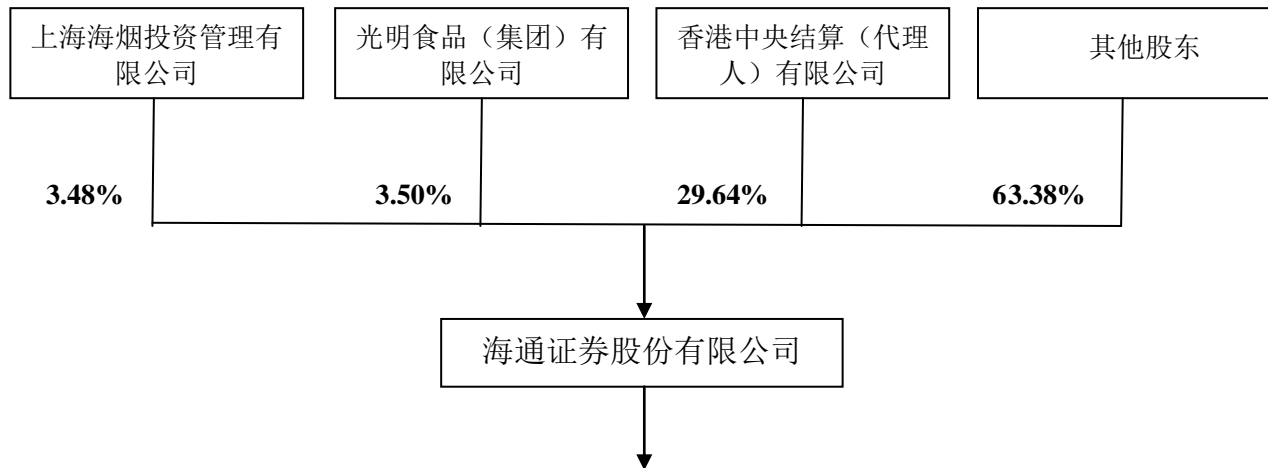 上海海烟投资管理有
限公司
光明食品（集团）有
限公司
香港中央结算（代理
人）有限公司
其他股东
3.48%
3.50%
29.64%
63.38%
海通证券股份有限公司